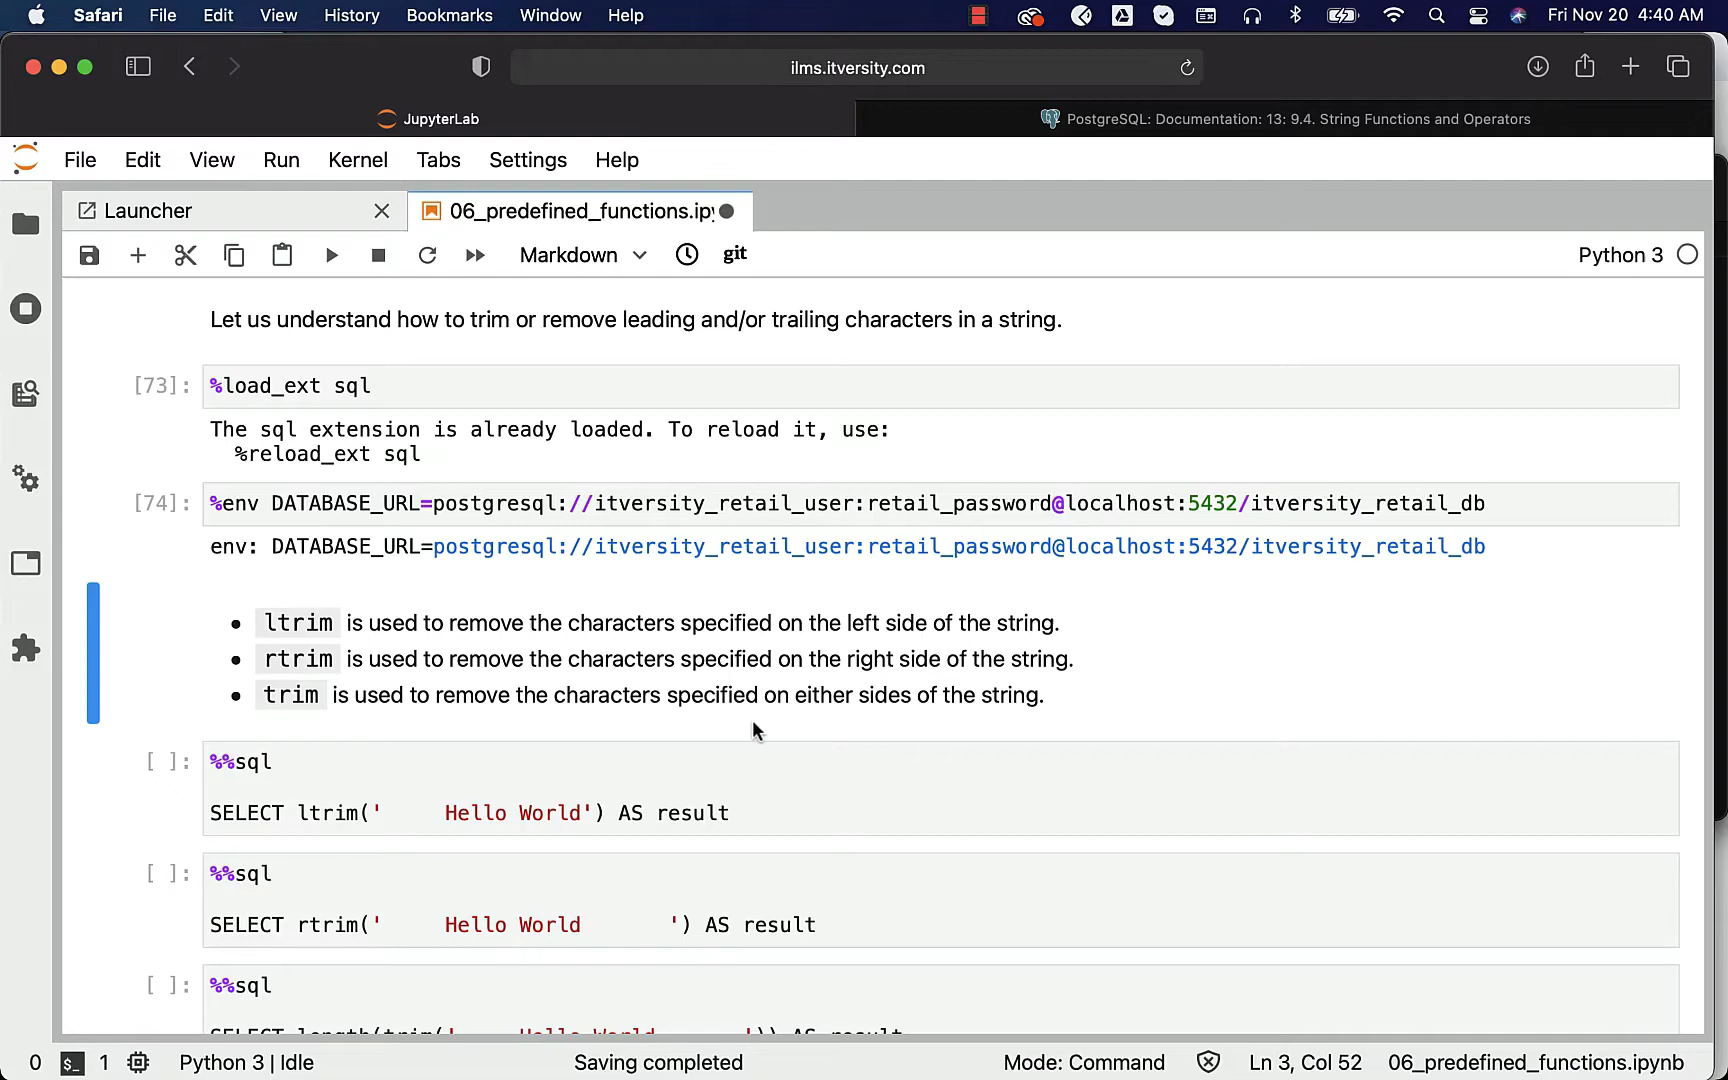 Safari File Edit View History Bookmarks Window Help Fri Nov 20 4:40 AM
ilms.itversity.com
JupyterLab
PostgreSQL: Documentation: 13: 9.4. String Functions and Operators
File Edit View Run Kernel Tabs Settings Help
Launcher
06_predefined_functions.ipy
Markdown
git
Python 3
Let us understand how to trim or remove leading and/or trailing characters in a string.
[73]: %load_ext sql
The sql extension is already loaded. To reload it, use:
%reload_ext sql
[74]: %env DATABASE_URL=postgresql://itversity_retail_user:retail_password@localhost:5432/itversity_retail_db
env: DATABASE_URL=postgresql://itversity_retail_user:retail_password@localhost:5432/itversity_retail_db
• ltrim is used to remove the characters specified on the left side of the string.
• rtrim is used to remove the characters specified on the right side of the string.
• trim is used to remove the characters specified on either sides of the string.
[ ]: %%sql
SELECT ltrim('     Hello World') AS result
[ ]: %%sql
SELECT rtrim('     Hello World       ') AS result
[ ]: %%sql
SELECT length(trim('     Hello World       ')) AS result
0 1 Python 3 | Idle Saving completed Mode: Command Ln 3, Col 52 06_predefined_functions.ipynb